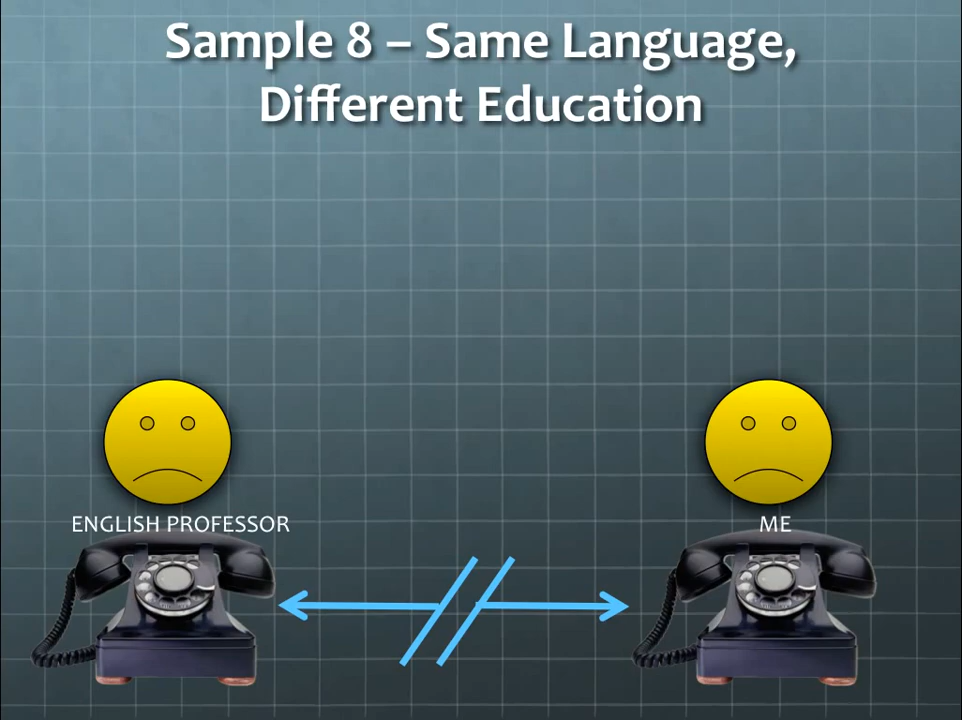 Sample 8 – Same Language,
Different Education
ENGLISH PROFESSOR
ME